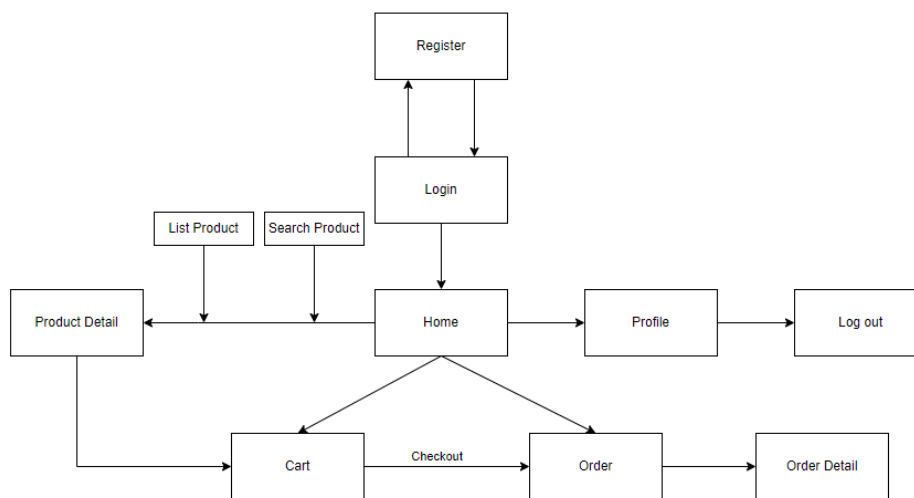 Register
Login
List Product
Search Product
Product Detail
Home
Profile
Log out
Checkout
Cart
Order
Order Detail